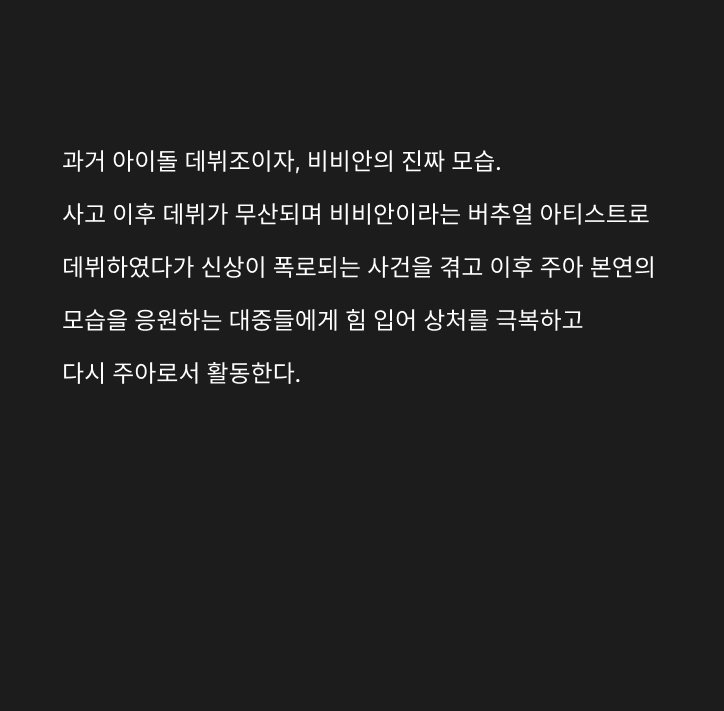 과거 아이돌 데뷔조이자, 비비안의 진짜 모습.
사고 이후 데뷔가 무산되며 비비안이라는 버추얼 아티스트로
데뷔하였다가 신상이 폭로되는 사건을 겪고 이후 주아 본연의
모습을 응원하는 대중들에게 힘 입어 상처를 극복하고
다시 주아로서 활동한다.